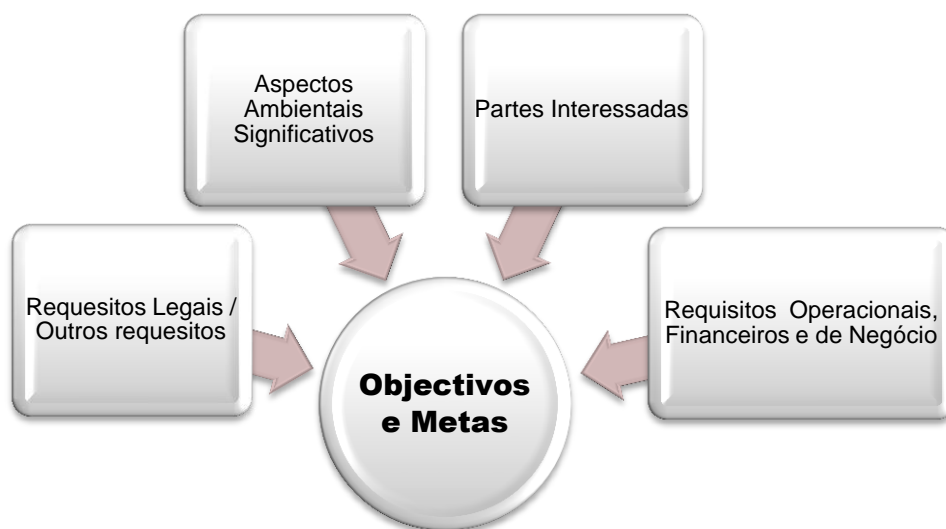 Aspectos
Ambientais
Significativos
Partes Interessadas
Requesitos Legais /
Outros requesitos
Requisitos Operacionais,
Financeiros e de Negócio
Objectivos
e Metas